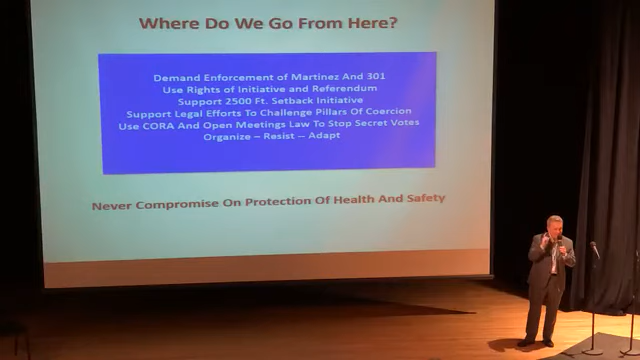 Where Do We Go From Here?
Demand Enforcement of Martinez And 301
Use Rights of Initiative and Referendum
Support 2500 Ft. Setback Initiative
Support Legal Efforts To Challenge Pillars Of Coercion
Use CORA And Open Meetings Law To Stop Secret Votes
Organize – Resist – Adapt
Never Compromise On Protection Of Health And Safety